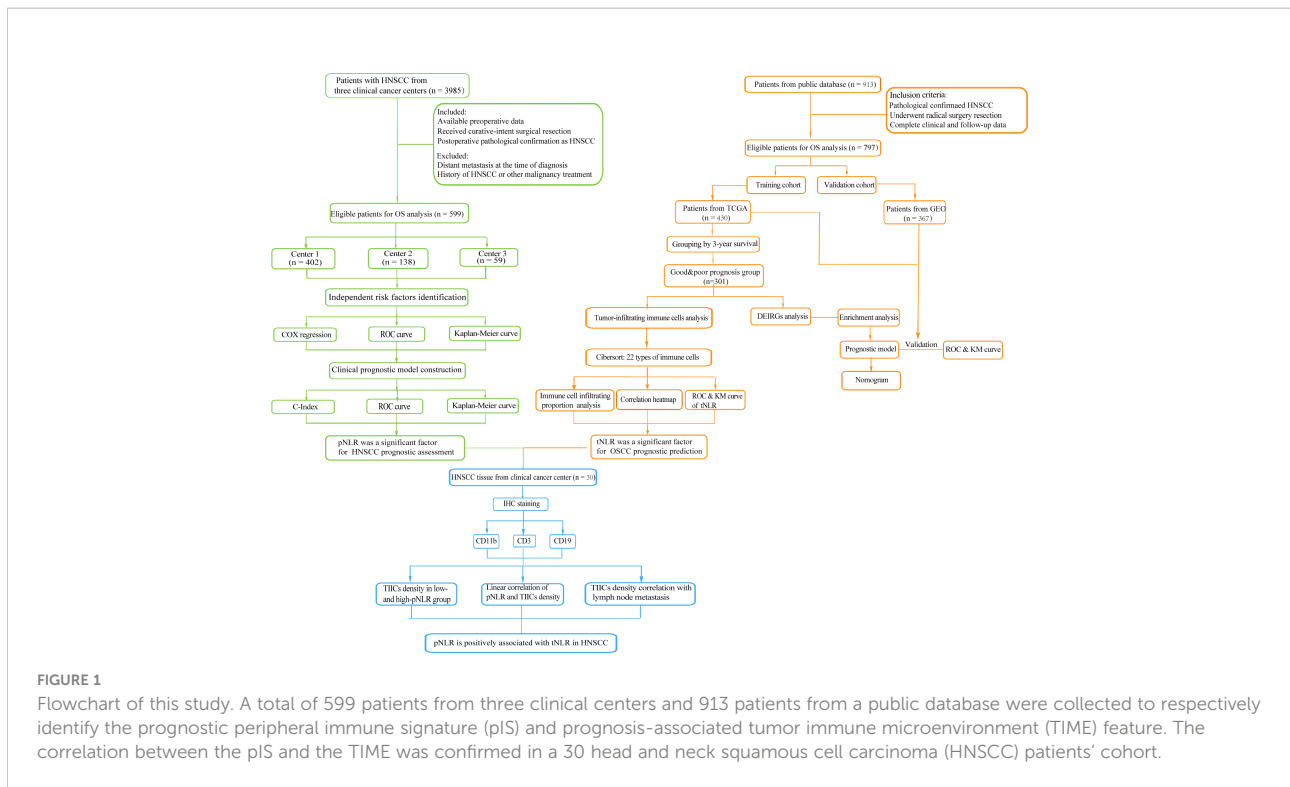 Patients with HNSCC from
three clinical cancer centers (n = 3985)
Included:
Available preoperative data
Received curative-intent surgical resection
Postoperative pathological confirmation as HNSCC
Excluded:
Distant metastasis at the time of diagnosis
History of HNSCC or other malignancy treatment
Eligible patients for OS analysis (n = 599)
Center 1
(n = 402)
Center 2
(n = 138)
Center 3
(n = 59)
Independent risk factors identification
COX regression
ROC curve
Kaplan-Meier curve
Clinical prognostic model construction
C-Index
ROC curve
Kaplan-Meier curve
pNLR was a significant factor
for HNSCC prognostic assessment
Patients from public database (n = 913)
Inclusion criteria:
Pathological confirmaed HNSCC
Underwent radical surgery resection
Complete clinical and follow-up data
Eligible patients for OS analysis (n = 797)
Training cohort
Validation cohort
Patients from TCGA
(n = 430)
Patients from GEO
(n = 367)
Grouping by 3-year survival
Good&poor prognosis group
(n=301)
Tumor-infiltrating immune cells analysis
DEIRGs analysis
Enrichment analysis
Cibersort: 22 types of immune cells
Prognostic model
Validation
ROC & KM curve
Nomogram
Immune cell infiltrating
proportion analysis
Correlation heatmap
ROC & KM curve
of tNLR
tNLR was a significant factor
for OSCC prognostic prediction
HNSCC tissue from clinical cancer center (n = 30)
IHC staining
CD11b
CD3
CD19
TIICs density in low-
and high-pNLR group
Linear correlation of
pNLR and TIICs density
TIICs density correlation with
lymph node metastasis
pNLR is positively associated with tNLR in HNSCC
FIGURE 1
Flowchart of this study. A total of 599 patients from three clinical centers and 913 patients from a public database were collected to respectively
identify the prognostic peripheral immune signature (pIS) and prognosis-associated tumor immune microenvironment (TIME) feature. The
correlation between the pIS and the TIME was confirmed in a 30 head and neck squamous cell carcinoma (HNSCC) patients’ cohort.